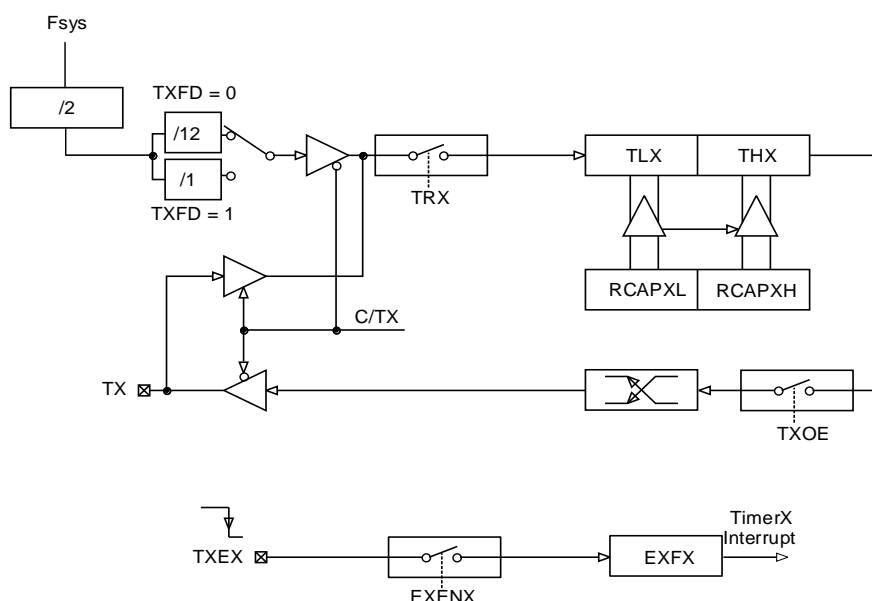 Fsys
/2
TXFD = 0
/12
/1
TXFD = 1
TRX
TLX
THX
RCAPXL
RCAPXH
C/TX
TX
TXOE
TXEX
EXENX
EXFX
TimerX
Interrupt